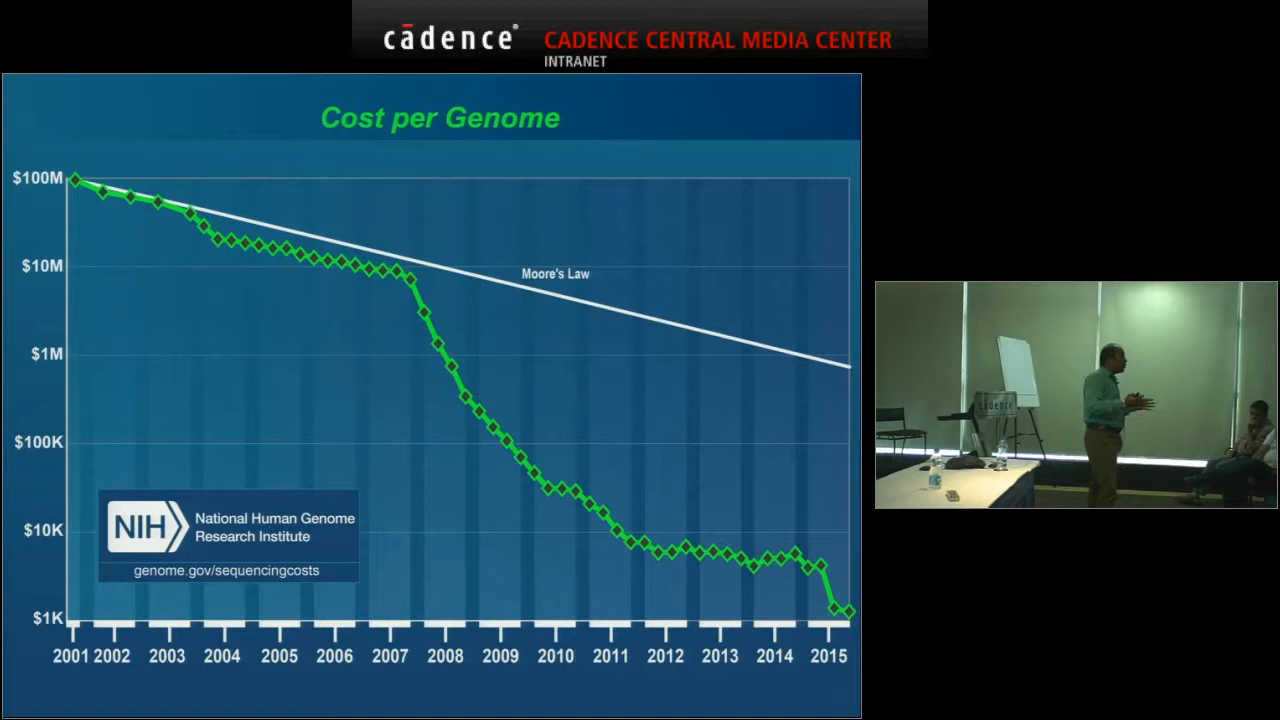 cādence®
CADENCE CENTRAL MEDIA CENTER
INTRANET
Cost per Genome
$100M
$10M
$1M
$100K
$10K
$1K
Moore's Law
NIH
National Human Genome
Research Institute
genome.gov/sequencingcosts
2001 2002 2003 2004 2005 2006 2007 2008 2009 2010 2011 2012 2013 2014 2015
cādence